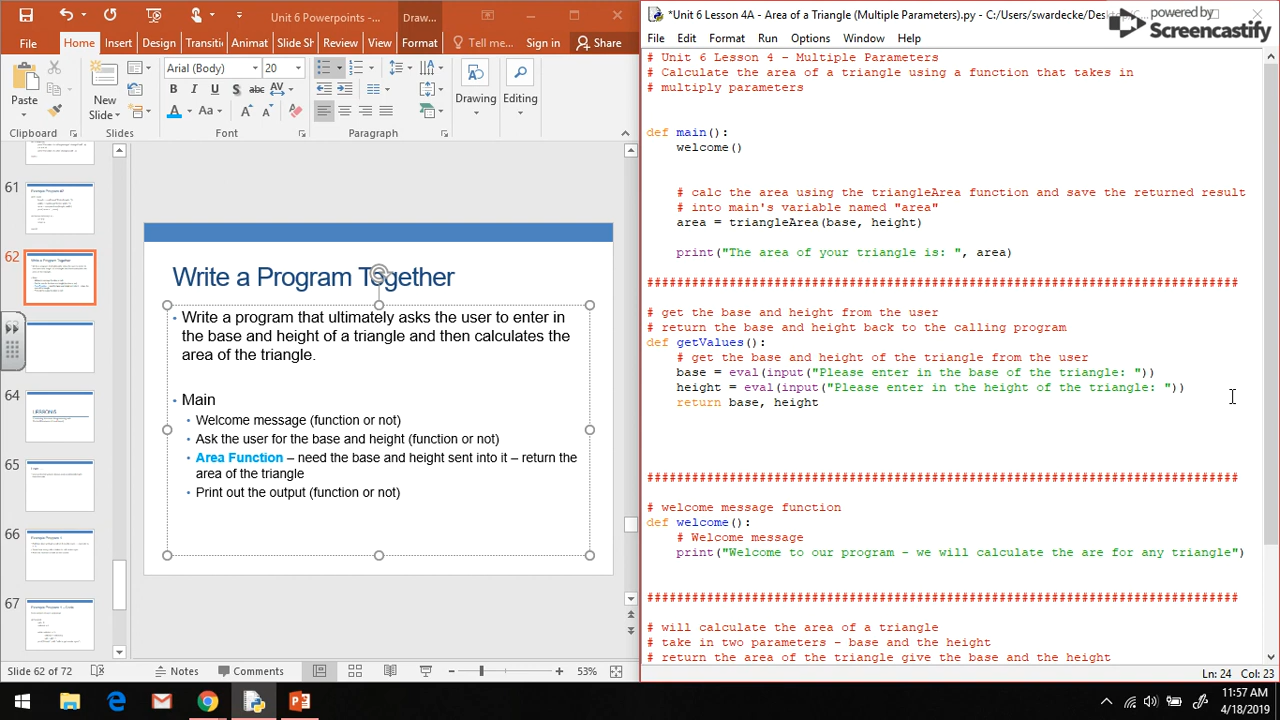 Unit 6 Powerpoints - ...
Draw...
File
Home
Insert
Design
Transiti
Animat
Slide Sh
Review
View
Format
Tell me...
Sign in
Share
Paste
New
Slide
Arial (Body)
20
B I U S abc AV
A Aa A
Drawing
Editing
Clipboard
Slides
Font
Paragraph
61
62
64
65
66
67
Write a Program Together
• Write a program that ultimately asks the user to enter in
the base and height of a triangle and then calculates the
area of the triangle.
• Main
• Welcome message (function or not)
• Ask the user for the base and height (function or not)
• Area Function – need the base and height sent into it – return the
area of the triangle
• Print out the output (function or not)
Slide 62 of 72
Notes
Comments
53%
*Unit 6 Lesson 4A - Area of a Triangle (Multiple Parameters).py - C:/Users/swardecke/Desktop
powered by
Screencastify
File Edit Format Run Options Window Help
# Unit 6 Lesson 4 - Multiple Parameters
# Calculate the area of a triangle using a function that takes in
# multiply parameters
def main():
welcome()
# calc the area using the triangleArea function and save the returned result
# into main's variable named "area"
area = triangleArea(base, height)
print("The area of your triangle is: ", area)
###############################################################################
# get the base and height from the user
# return the base and height back to the calling program
def getValues():
# get the base and height of the triangle from the user
base = eval(input("Please enter in the base of the triangle: "))
height = eval(input("Please enter in the height of the triangle: "))
return base, height
###############################################################################
# welcome message function
def welcome():
# Welcome message
print("Welcome to our program - we will calculate the are for any triangle")
###############################################################################
# will calculate the area of a triangle
# take in two parameters - base and the height
# return the area of the triangle give the base and the height
Ln: 24 Col: 23
11:57 AM
4/18/2019